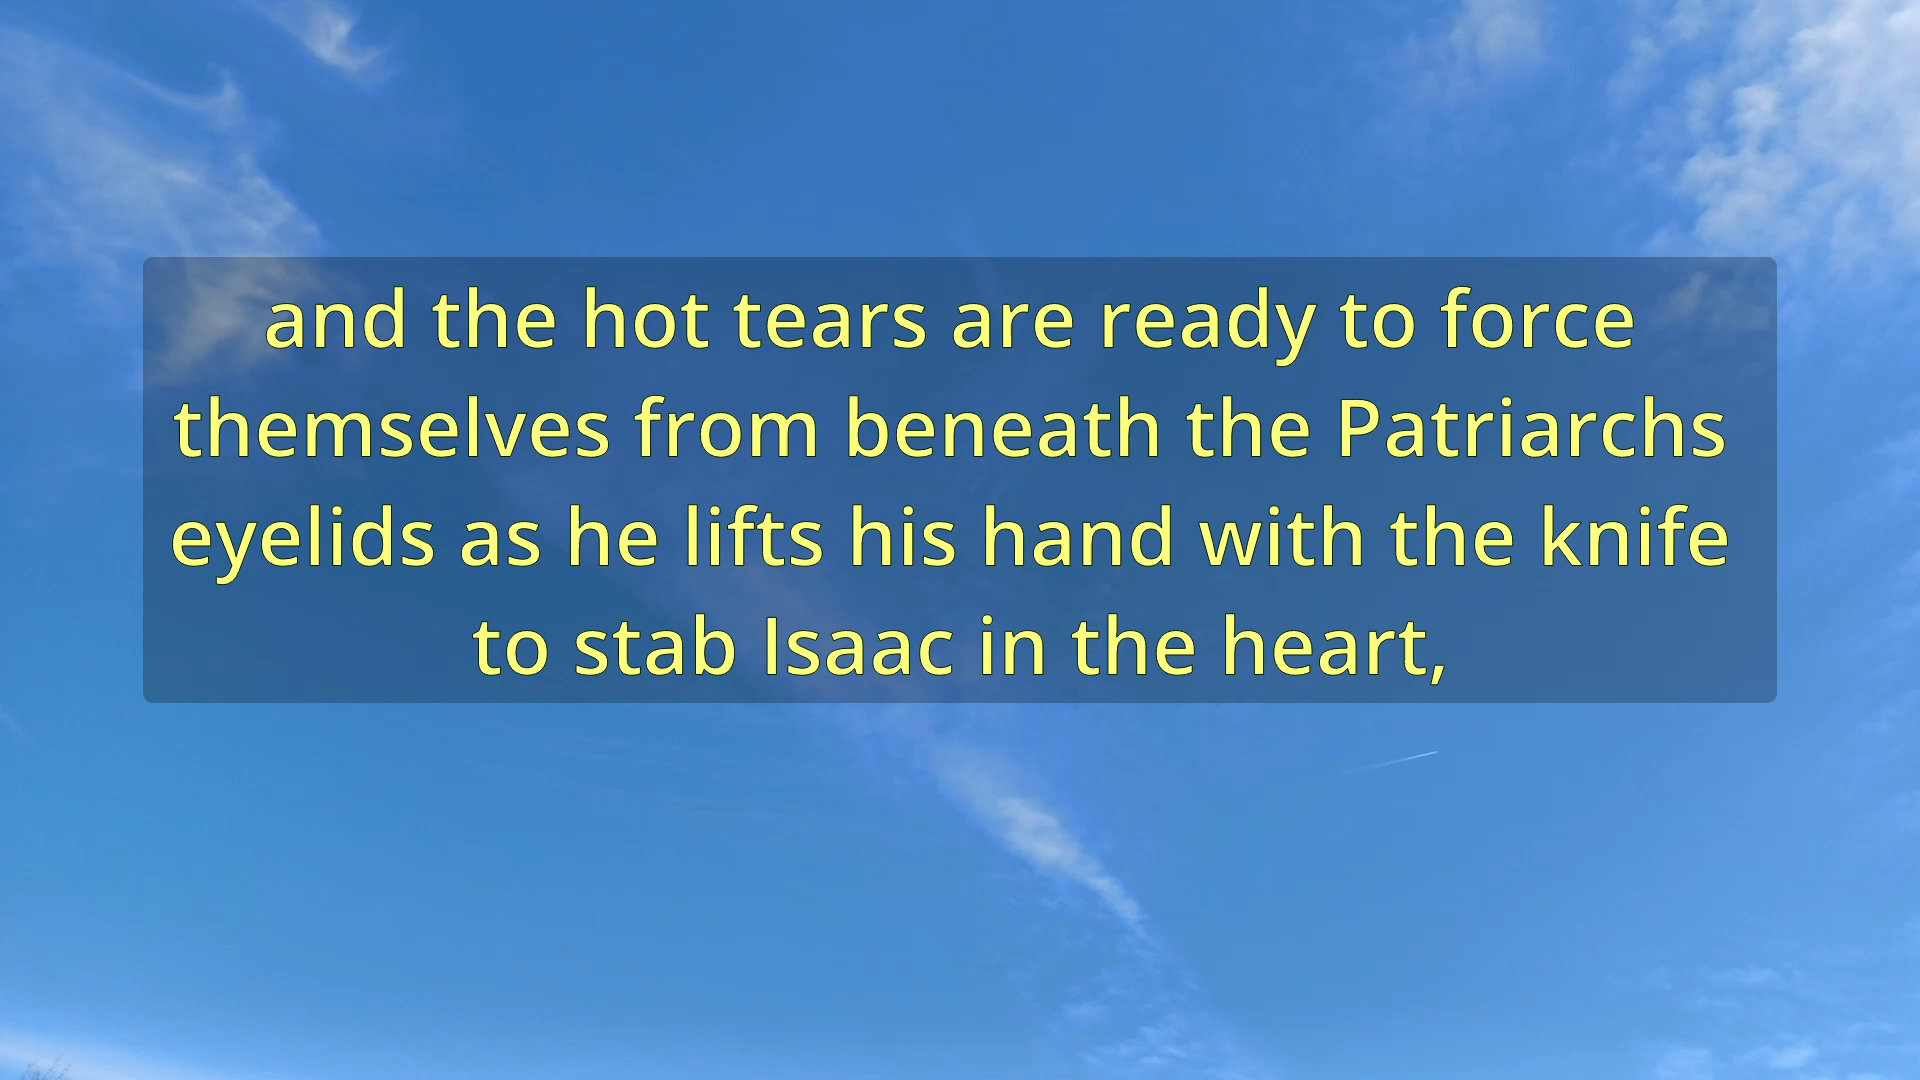 and the hot tears are ready to force
themselves from beneath the Patriarchs
eyelids as he lifts his hand with the knife
to stab Isaac in the heart,